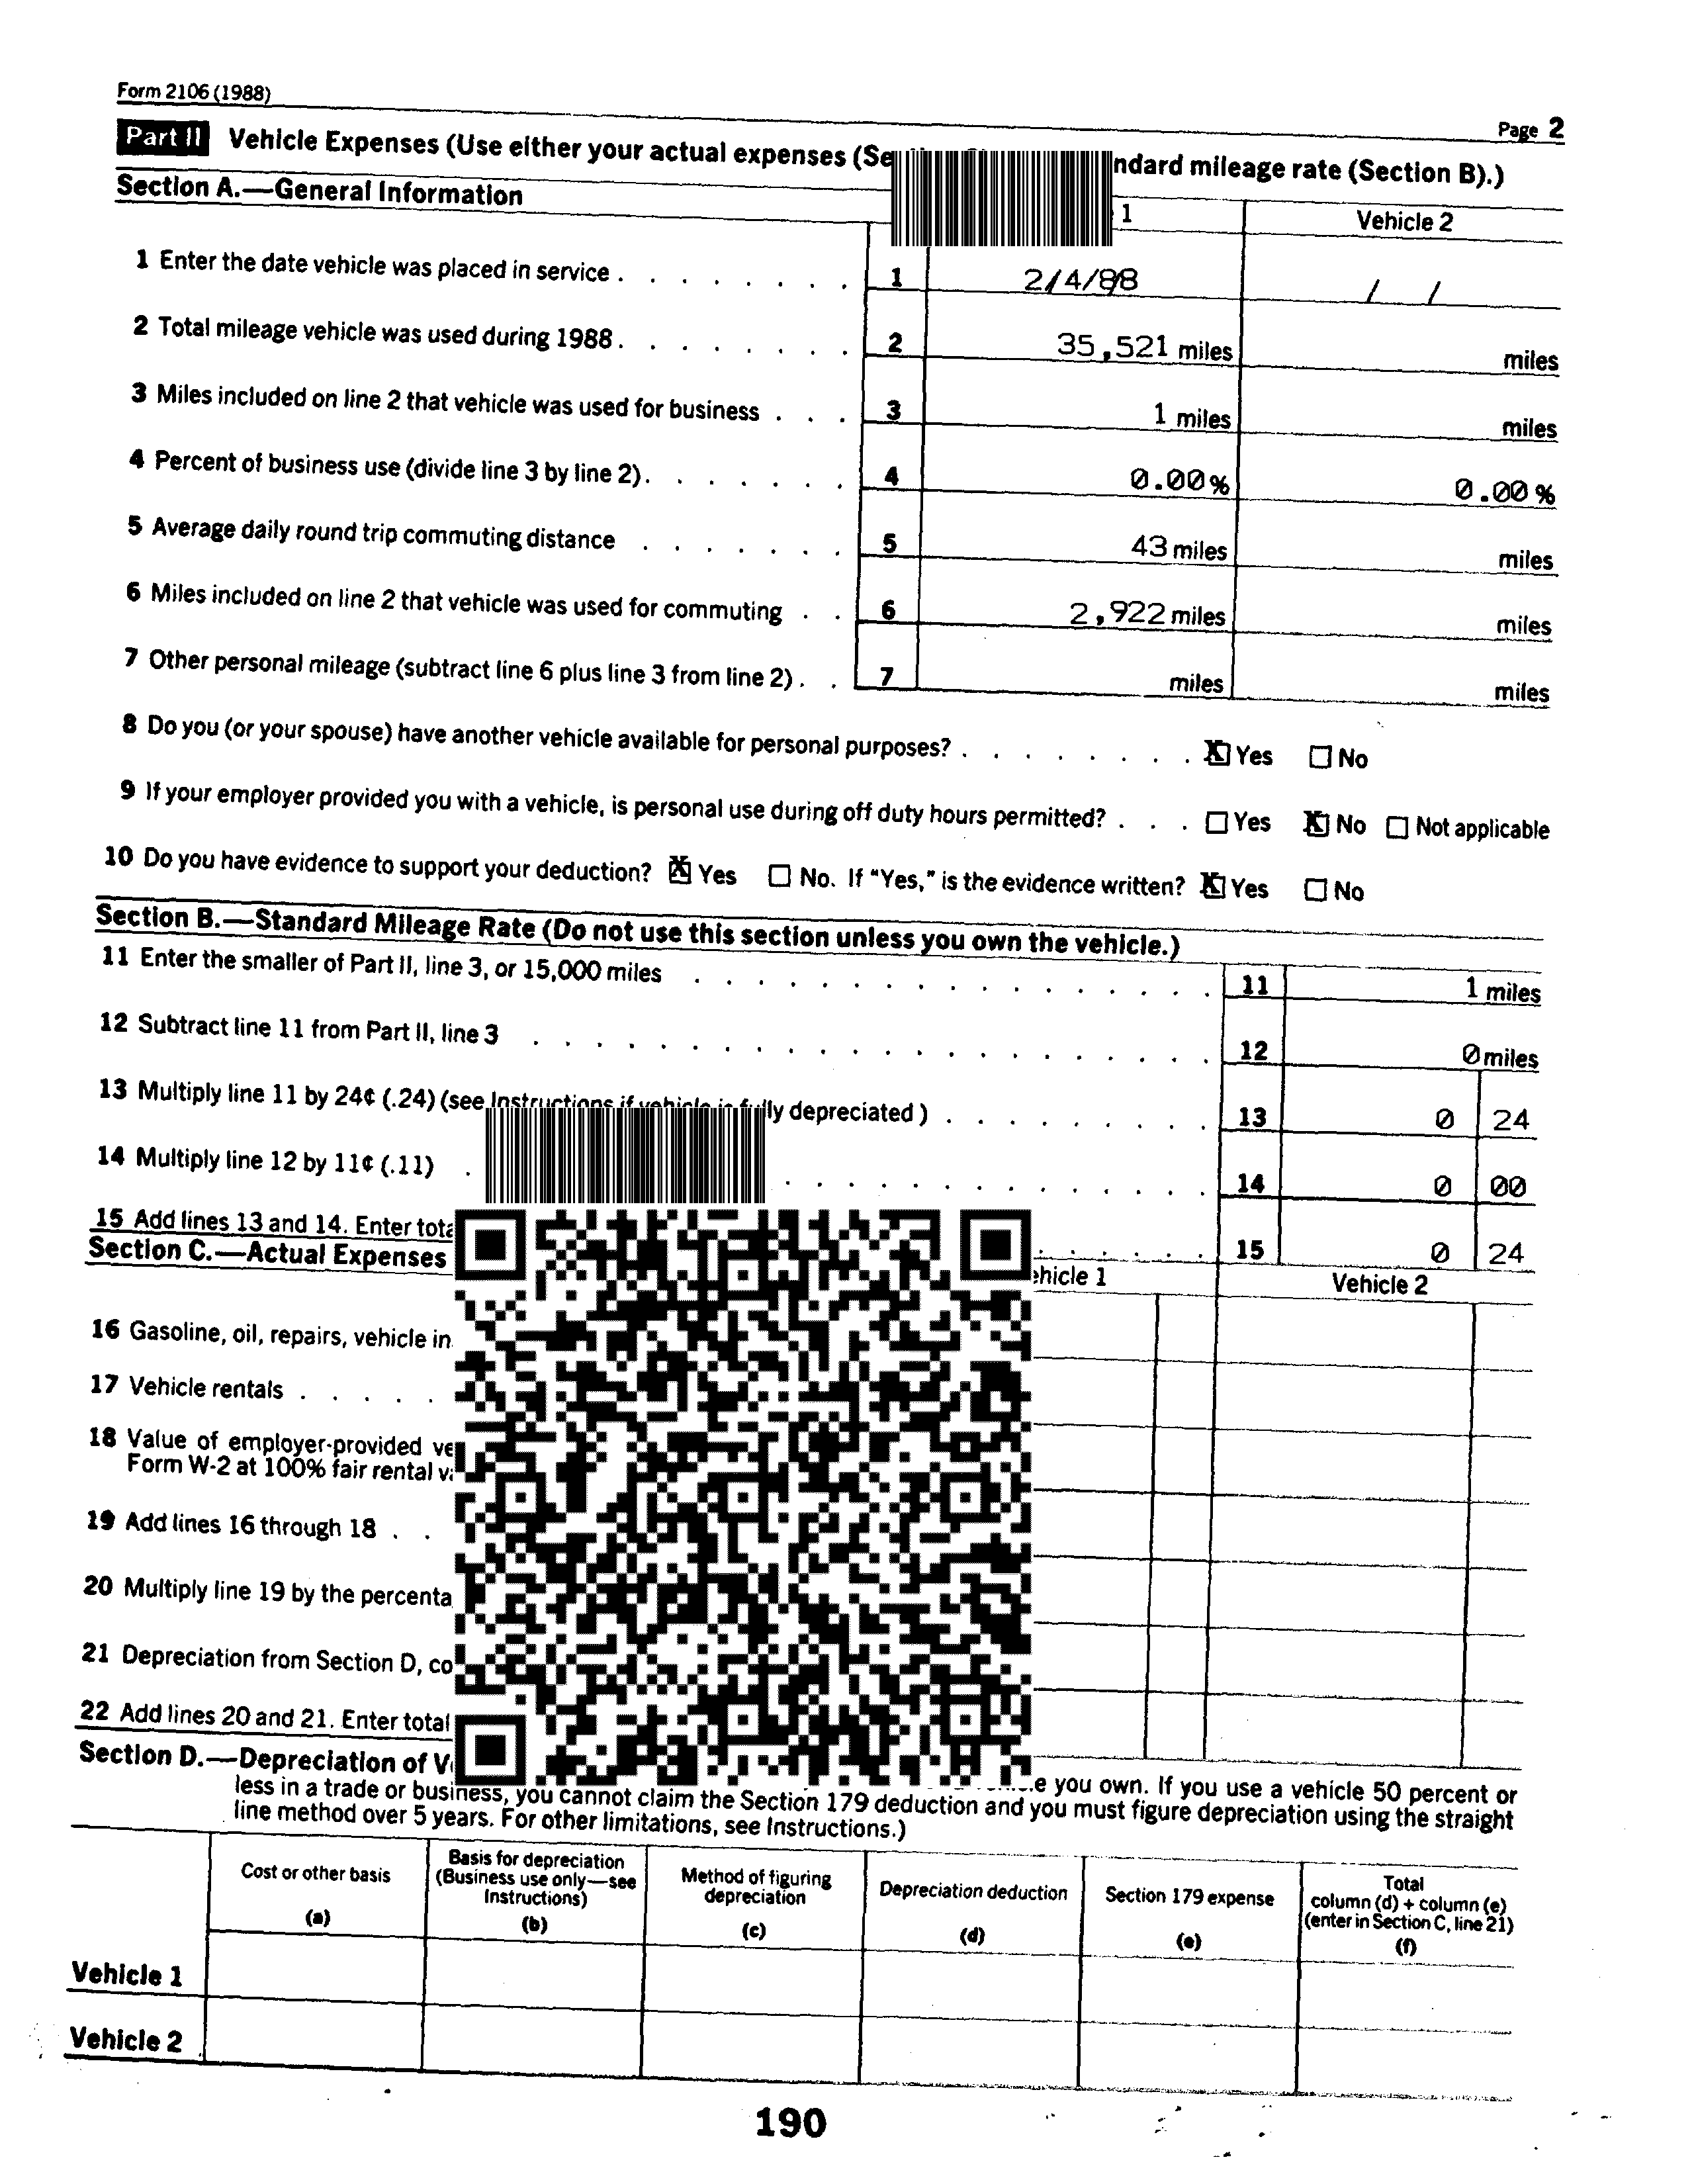 Form 2106 (1988)
Page 2
Part II Vehicle Expenses (Use either your actual expenses (Se ndard mileage rate (Section B).)
Section A.—General Information
1 Vehicle 2
1 Enter the date vehicle was placed in service . . . . . . . . 1 2/4/88 / /
2 Total mileage vehicle was used during 1988 . . . . . . . . 2 35,521 miles miles
3 Miles included on line 2 that vehicle was used for business . . . 3 1 miles miles
4 Percent of business use (divide line 3 by line 2) . . . . . . . 4 0.00% 0.00%
5 Average daily round trip commuting distance . . . . . . . 5 43 miles miles
6 Miles included on line 2 that vehicle was used for commuting . . 6 2,922 miles miles
7 Other personal mileage (subtract line 6 plus line 3 from line 2) . . 7 miles miles
8 Do you (or your spouse) have another vehicle available for personal purposes? . . . . . . . . X Yes No
9 If your employer provided you with a vehicle, is personal use during off duty hours permitted? . . . Yes X No Not applicable
10 Do you have evidence to support your deduction? X Yes No. If "Yes," is the evidence written? X Yes No
Section B.—Standard Mileage Rate (Do not use this section unless you own the vehicle.)
11 Enter the smaller of Part II, line 3, or 15,000 miles . . . . . . . . . . . . . . . . . 11 1 miles
12 Subtract line 11 from Part II, line 3 . . . . . . . . . . . . . . . . . . . . . . 12 0 miles
13 Multiply line 11 by 24¢ (.24) (see Instructions if vehicle is fully depreciated) . . . . . . . . . 13 0 24
14 Multiply line 12 by 11¢ (.11) . . . . . . . . . . . . . . . 14 0 00
15 Add lines 13 and 14. Enter tota . . . . . . 15 0 24
Section C.—Actual Expenses ehicle 1 Vehicle 2
16 Gasoline, oil, repairs, vehicle in
17 Vehicle rentals . . . . .
18 Value of employer-provided ve
Form W-2 at 100% fair rental va
19 Add lines 16 through 18 . .
20 Multiply line 19 by the percenta
21 Depreciation from Section D, co
22 Add lines 20 and 21. Enter total
Section D.—Depreciation of V e you own. If you use a vehicle 50 percent or
less in a trade or business, you cannot claim the Section 179 deduction and you must figure depreciation using the straight
line method over 5 years. For other limitations, see Instructions.)
Cost or other basis
(a)
Basis for depreciation
(Business use only—see
Instructions)
(b)
Method of figuring
depreciation
(c)
Depreciation deduction
(d)
Section 179 expense
(e)
Total
column (d) + column (e)
(enter in Section C, line 21)
(f)
Vehicle 1
Vehicle 2
190